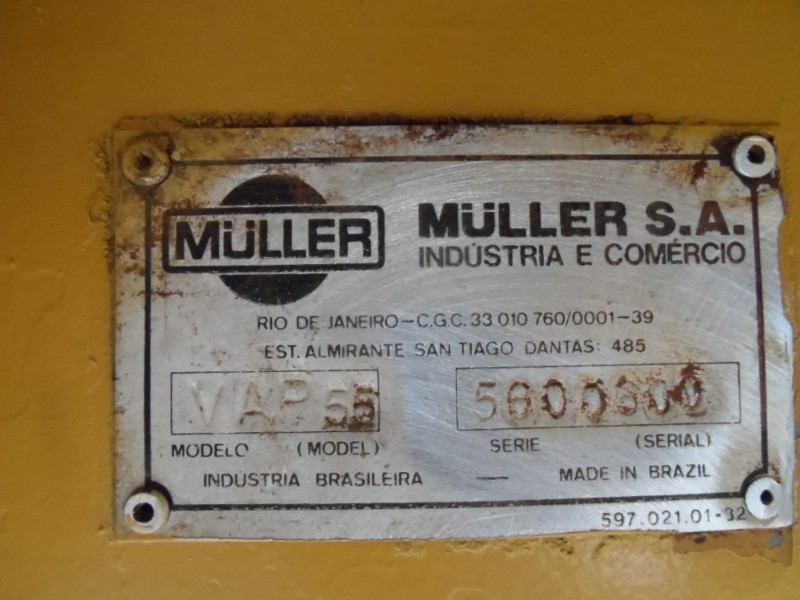 MÜLLER
MÜLLER S.A.
INDÚSTRIA E COMÉRCIO
RIO DE JANEIRO-C.G.C. 33 010 760/0001-39
EST. ALMIRANTE SAN TIAGO DANTAS: 485
VAP 55
MODELO (MODEL) SERIE (SERIAL)
INDÚSTRIA BRASILEIRA — MADE IN BRAZIL
597.021.01-32